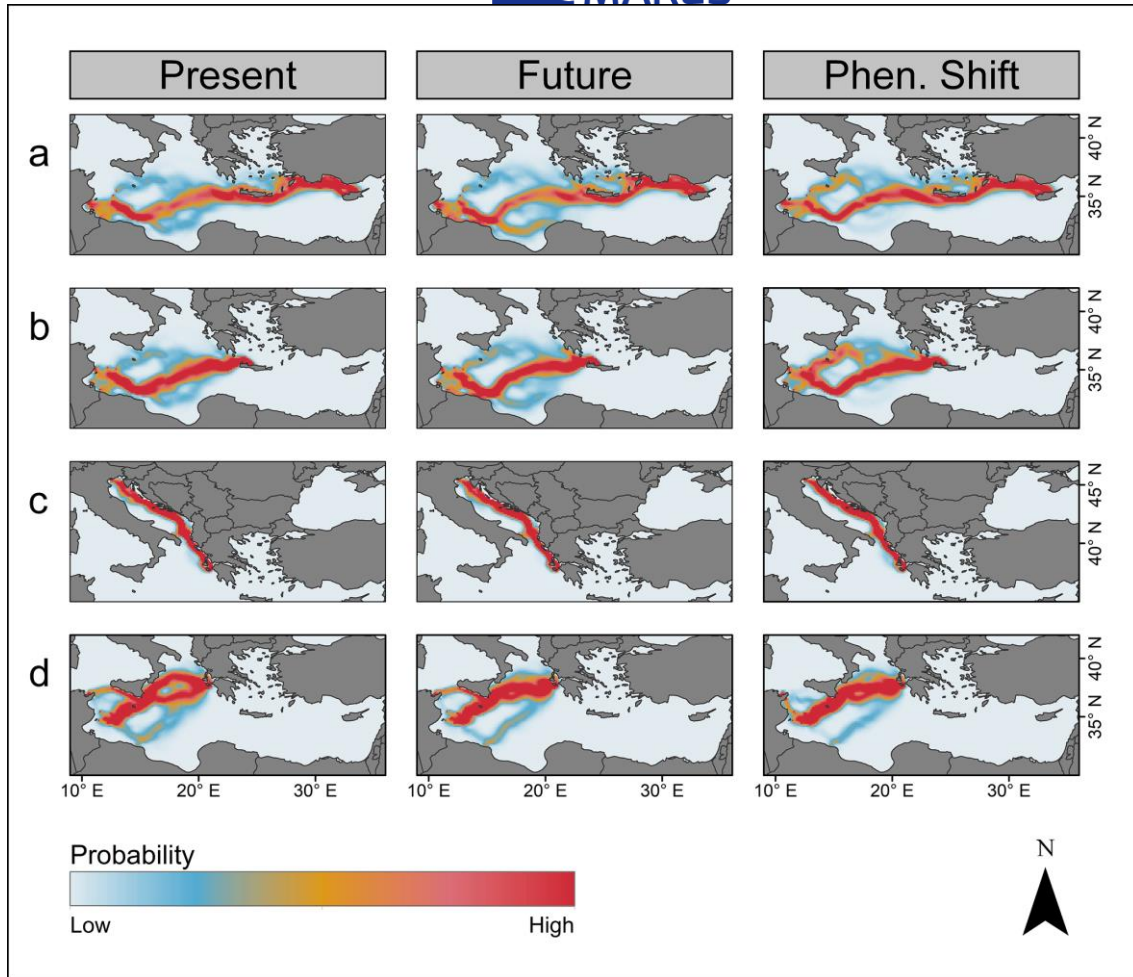 Present Future Phen. Shift
a
40° N
35° N
b
40° N
35° N
c
45° N
40° N
d
40° N
35° N
10° E 20° E 30° E 10° E 20° E 30° E 10° E 20° E 30° E
Probability
Low High
N